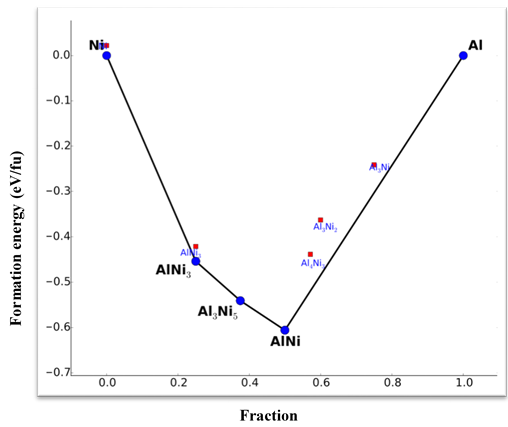 Ni
Al
0.0
−0.1
−0.2
−0.3
−0.4
−0.5
−0.6
−0.7
Al3Ni
Al3Ni2
AlNi3
Al4Ni3
AlNi3
Al3Ni5
AlNi
0.0 0.2 0.4 0.6 0.8 1.0
Formation energy (eV/fu)
Fraction